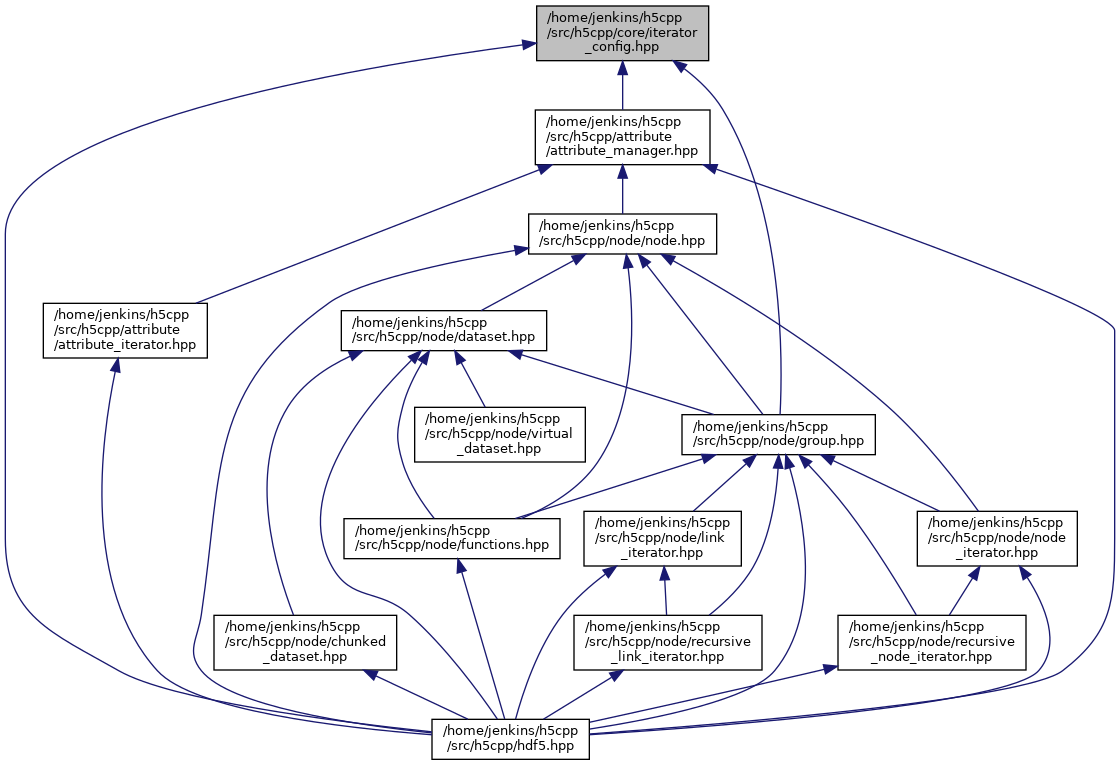 /home/jenkins/h5cpp
/src/h5cpp/core/iterator
_config.hpp
/home/jenkins/h5cpp
/src/h5cpp/attribute
/attribute_manager.hpp
/home/jenkins/h5cpp
/src/h5cpp/node/node.hpp
/home/jenkins/h5cpp
/src/h5cpp/attribute
/attribute_iterator.hpp
/home/jenkins/h5cpp
/src/h5cpp/node/dataset.hpp
/home/jenkins/h5cpp
/src/h5cpp/node/virtual
_dataset.hpp
/home/jenkins/h5cpp
/src/h5cpp/node/group.hpp
/home/jenkins/h5cpp
/src/h5cpp/node/functions.hpp
/home/jenkins/h5cpp
/src/h5cpp/node/link
_iterator.hpp
/home/jenkins/h5cpp
/src/h5cpp/node/node
_iterator.hpp
/home/jenkins/h5cpp
/src/h5cpp/node/chunked
_dataset.hpp
/home/jenkins/h5cpp
/src/h5cpp/node/recursive
_link_iterator.hpp
/home/jenkins/h5cpp
/src/h5cpp/node/recursive
_node_iterator.hpp
/home/jenkins/h5cpp
/src/h5cpp/hdf5.hpp